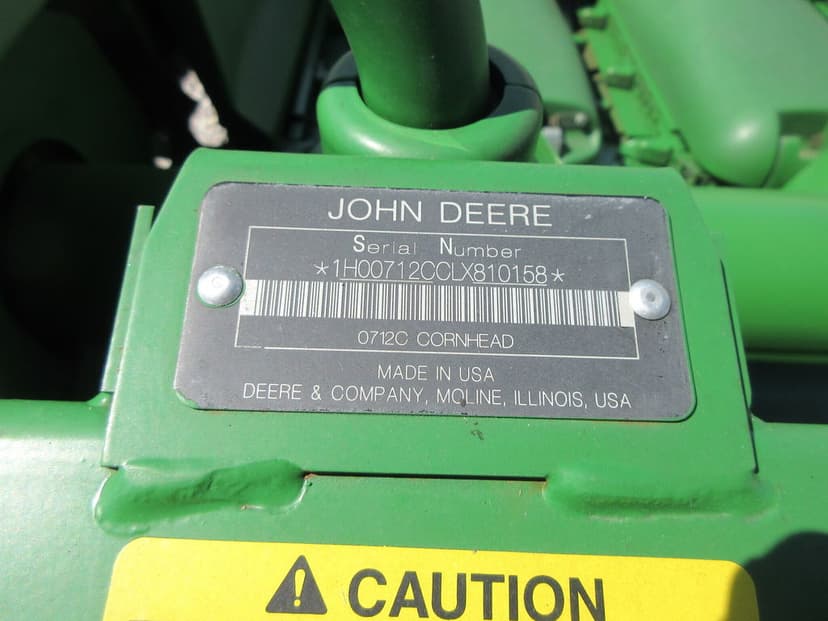 JOHN DEERE
Serial Number
*1H00712CCLX810158*
0712C CORNHEAD
MADE IN USA
DEERE & COMPANY, MOLINE, ILLINOIS, USA
CAUTION